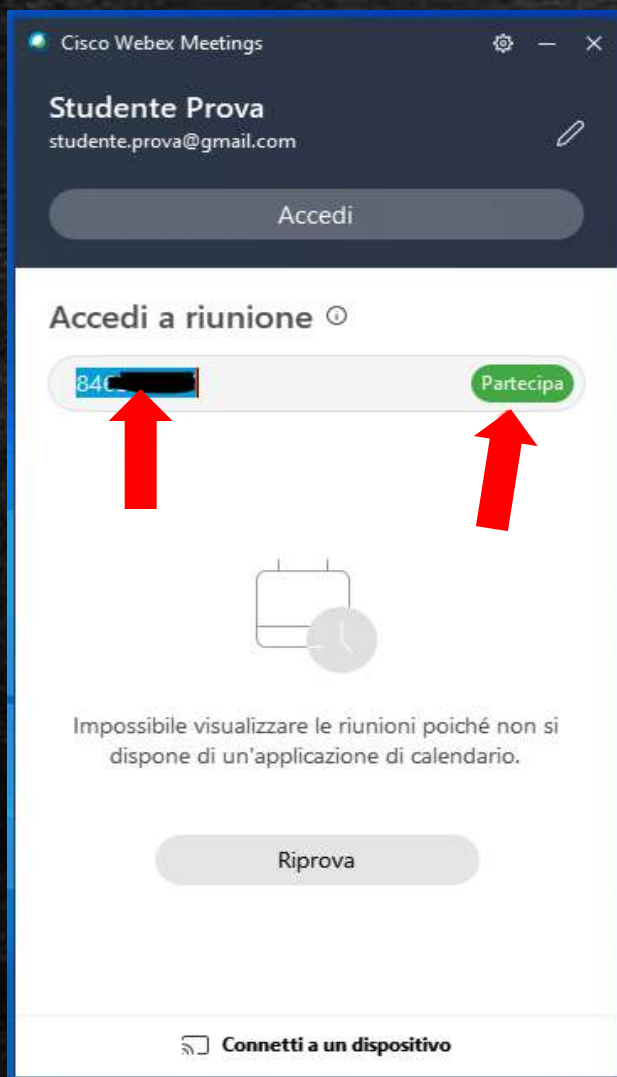 Cisco Webex Meetings
Studente Prova
studente.prova@gmail.com
Accedi
Accedi a riunione
Partecipa
Impossibile visualizzare le riunioni poiché non si
dispone di un'applicazione di calendario.
Riprova
Connetti a un dispositivo